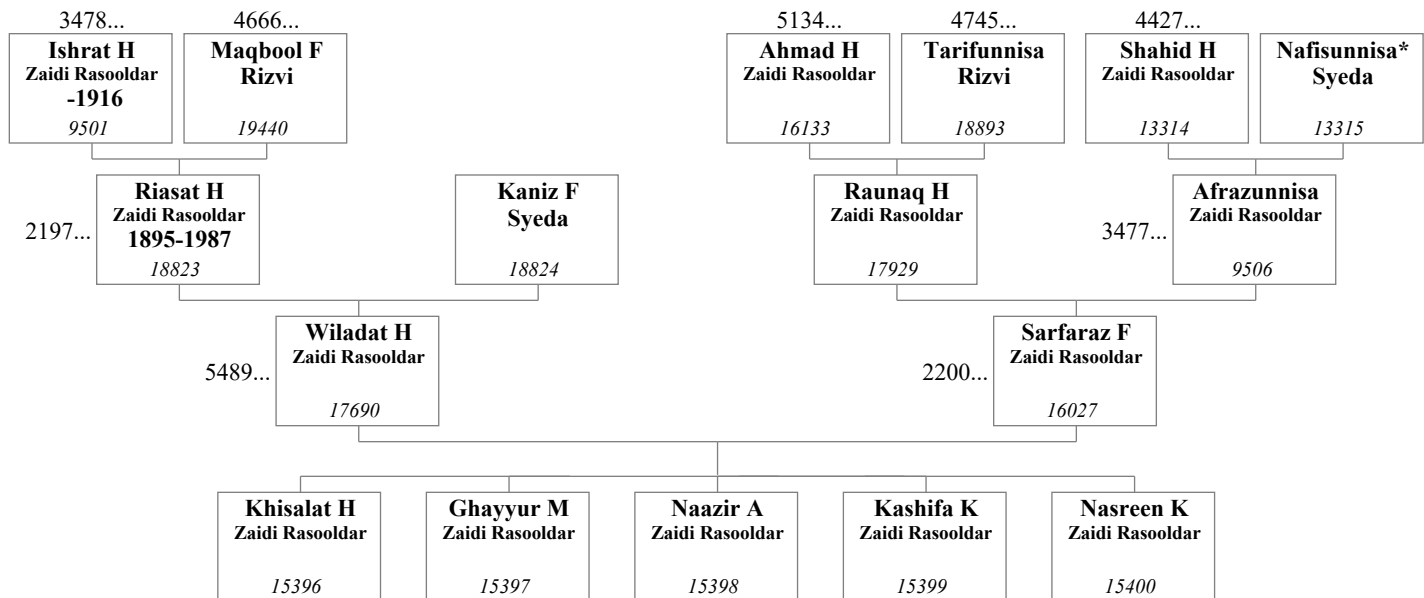 3478...
4666...
5134...
4745...
4427...
Ishrat H
Zaidi Rasooldar
-1916
9501
Maqbool F
Rizvi
19440
Ahmad H
Zaidi Rasooldar
16133
Tarifunnisa
Rizvi
18893
Shahid H
Zaidi Rasooldar
13314
Nafisunnisa*
Syeda
13315
2197...
Riasat H
Zaidi Rasooldar
1895-1987
18823
Kaniz F
Syeda
18824
Raunaq H
Zaidi Rasooldar
17929
3477...
Afrazunnisa
Zaidi Rasooldar
9506
5489...
Wiladat H
Zaidi Rasooldar
17690
2200...
Sarfaraz F
Zaidi Rasooldar
16027
Khisalat H
Zaidi Rasooldar
15396
Ghayyur M
Zaidi Rasooldar
15397
Naazir A
Zaidi Rasooldar
15398
Kashifa K
Zaidi Rasooldar
15399
Nasreen K
Zaidi Rasooldar
15400